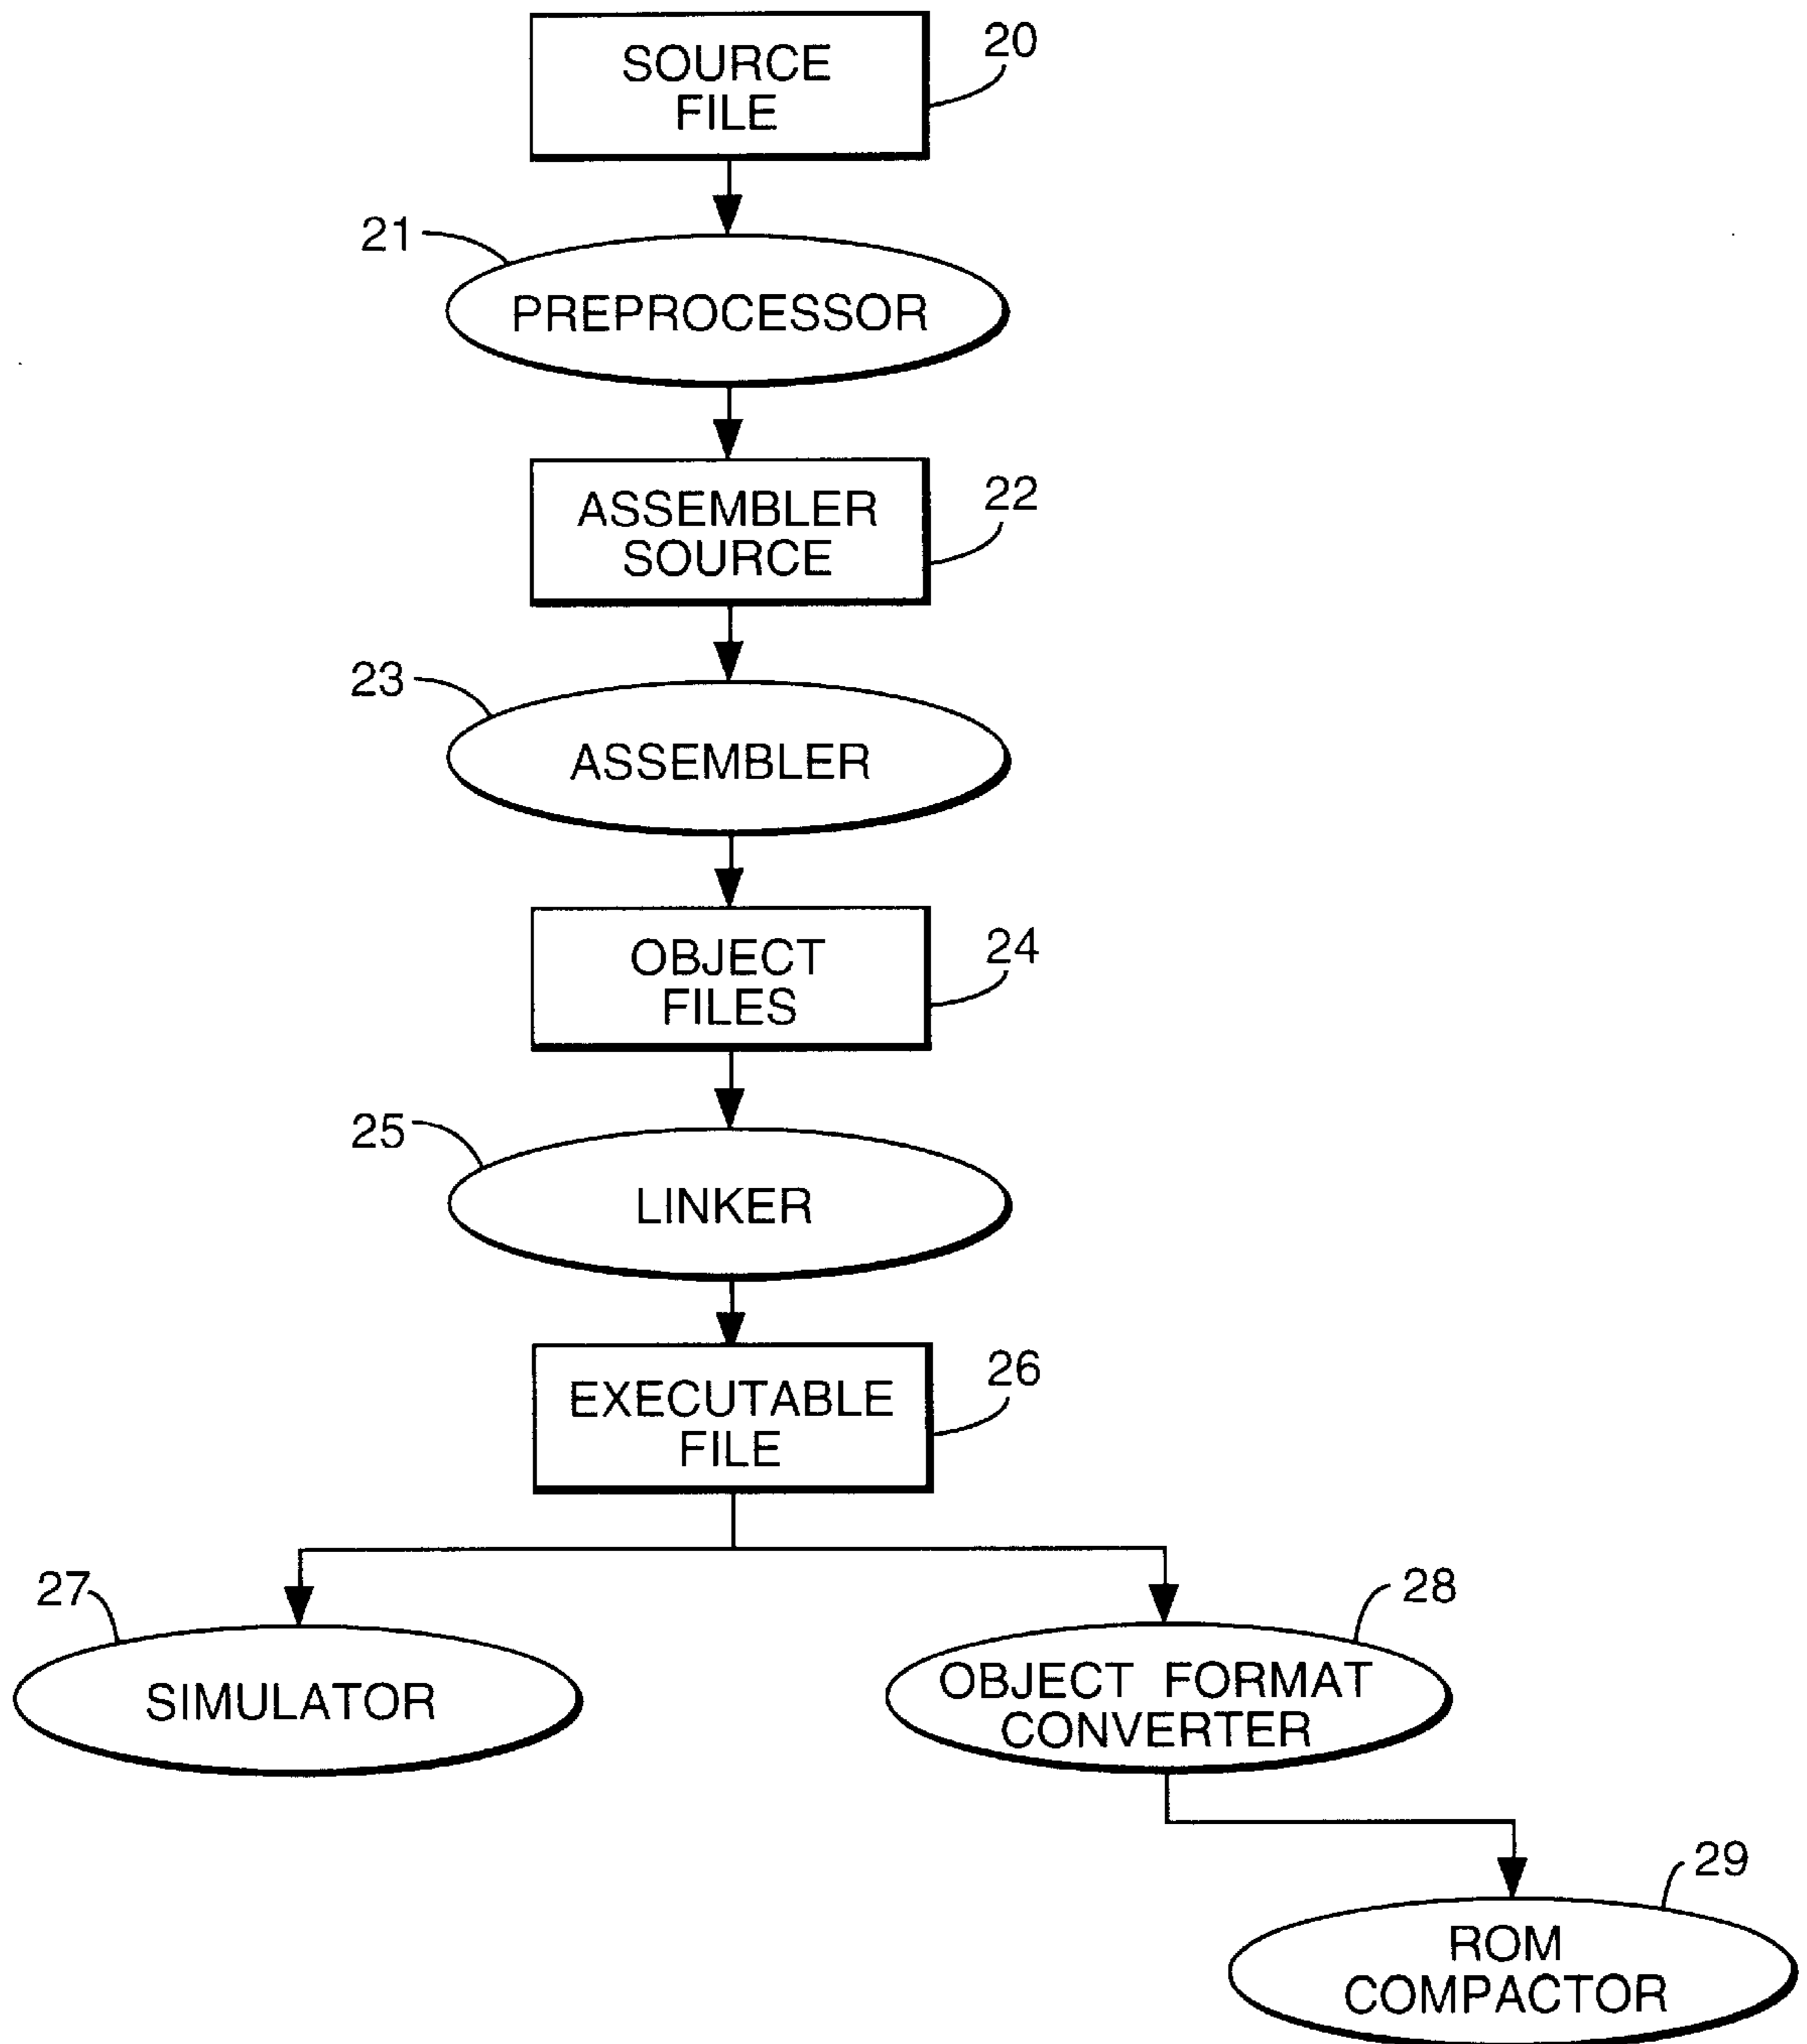 SOURCE
FILE
20
21
PREPROCESSOR
ASSEMBLER
SOURCE
22
23
ASSEMBLER
OBJECT
FILES
24
25
LINKER
EXECUTABLE
FILE
26
27
SIMULATOR
28
OBJECT FORMAT
CONVERTER
29
ROM
COMPACTOR